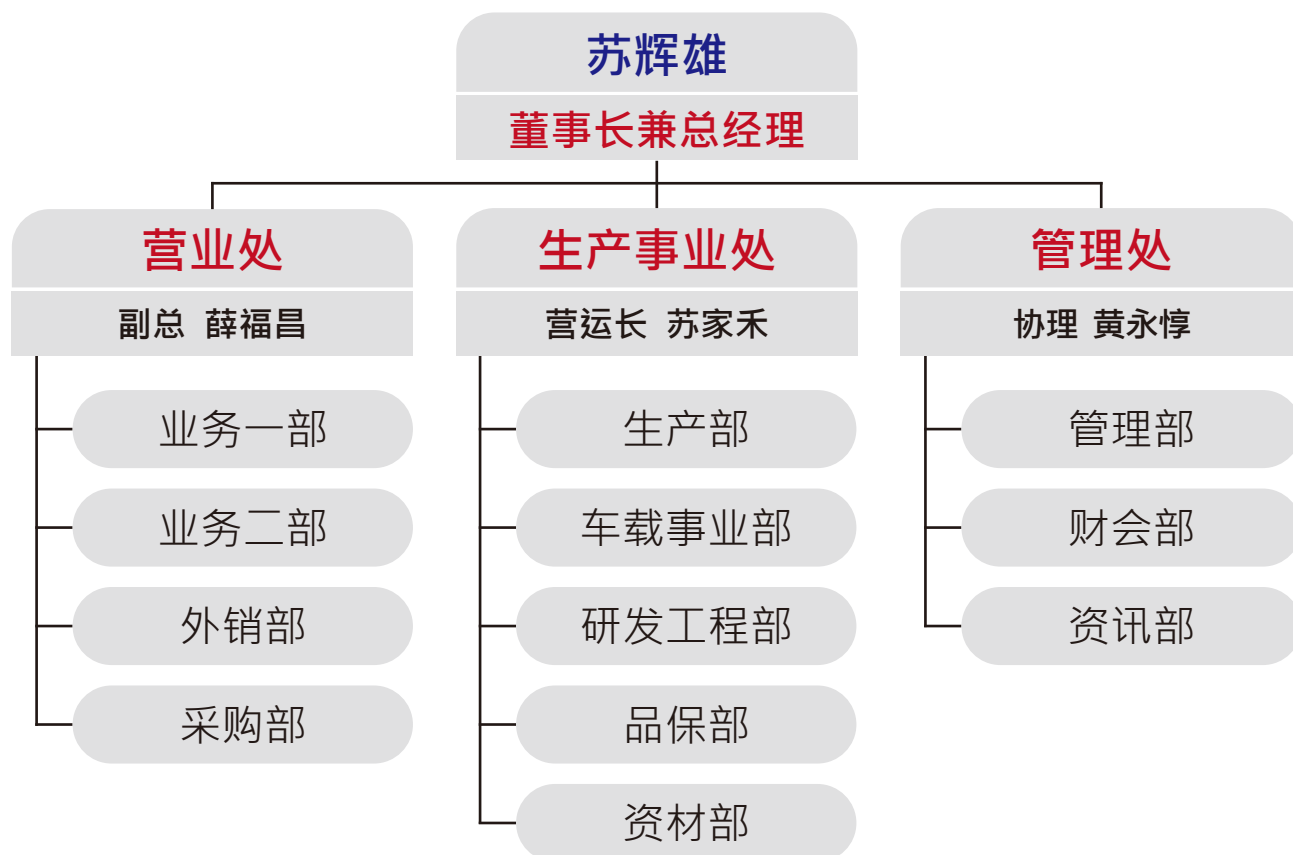 苏辉雄
董事长兼总经理
营业处
副总 薛福昌
业务一部
业务二部
外销部
采购部
生产事业处
营运长 苏家禾
生产部
车载事业部
研发工程部
品保部
资材部
管理处
协理 黄永惇
管理部
财会部
资讯部